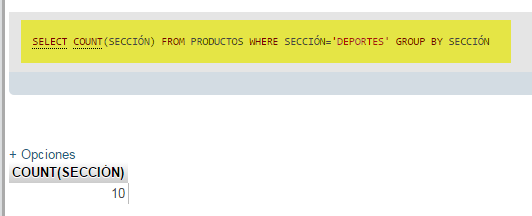 SELECT COUNT(SECCIÓN) FROM PRODUCTOS WHERE SECCIÓN='DEPORTES' GROUP BY SECCIÓN
+ Opciones
COUNT(SECCIÓN)
10